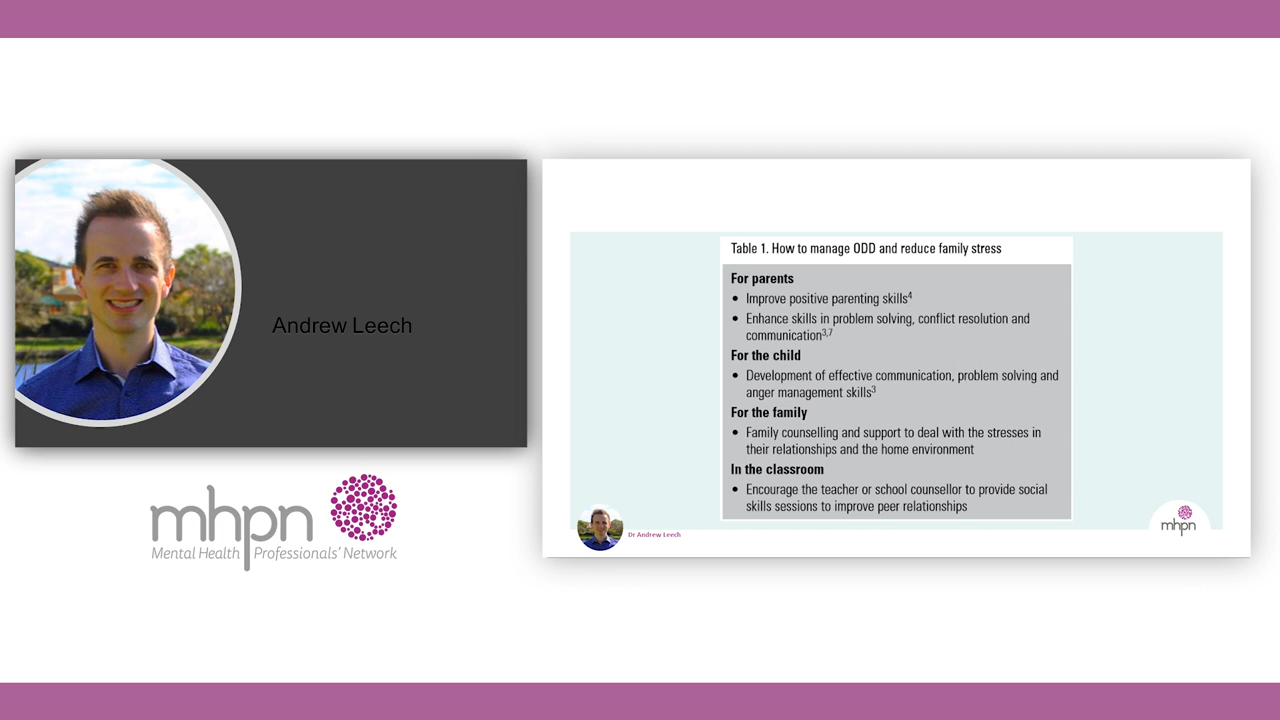 Andrew Leech
mhpn
Mental Health Professionals' Network
Table 1. How to manage ODD and reduce family stress
For parents
• Improve positive parenting skills⁴
• Enhance skills in problem solving, conflict resolution and
communication³,⁷
For the child
• Development of effective communication, problem solving and
anger management skills³
For the family
• Family counselling and support to deal with the stresses in
their relationships and the home environment
In the classroom
• Encourage the teacher or school counsellor to provide social
skills sessions to improve peer relationships
Dr Andrew Leech
mhpn